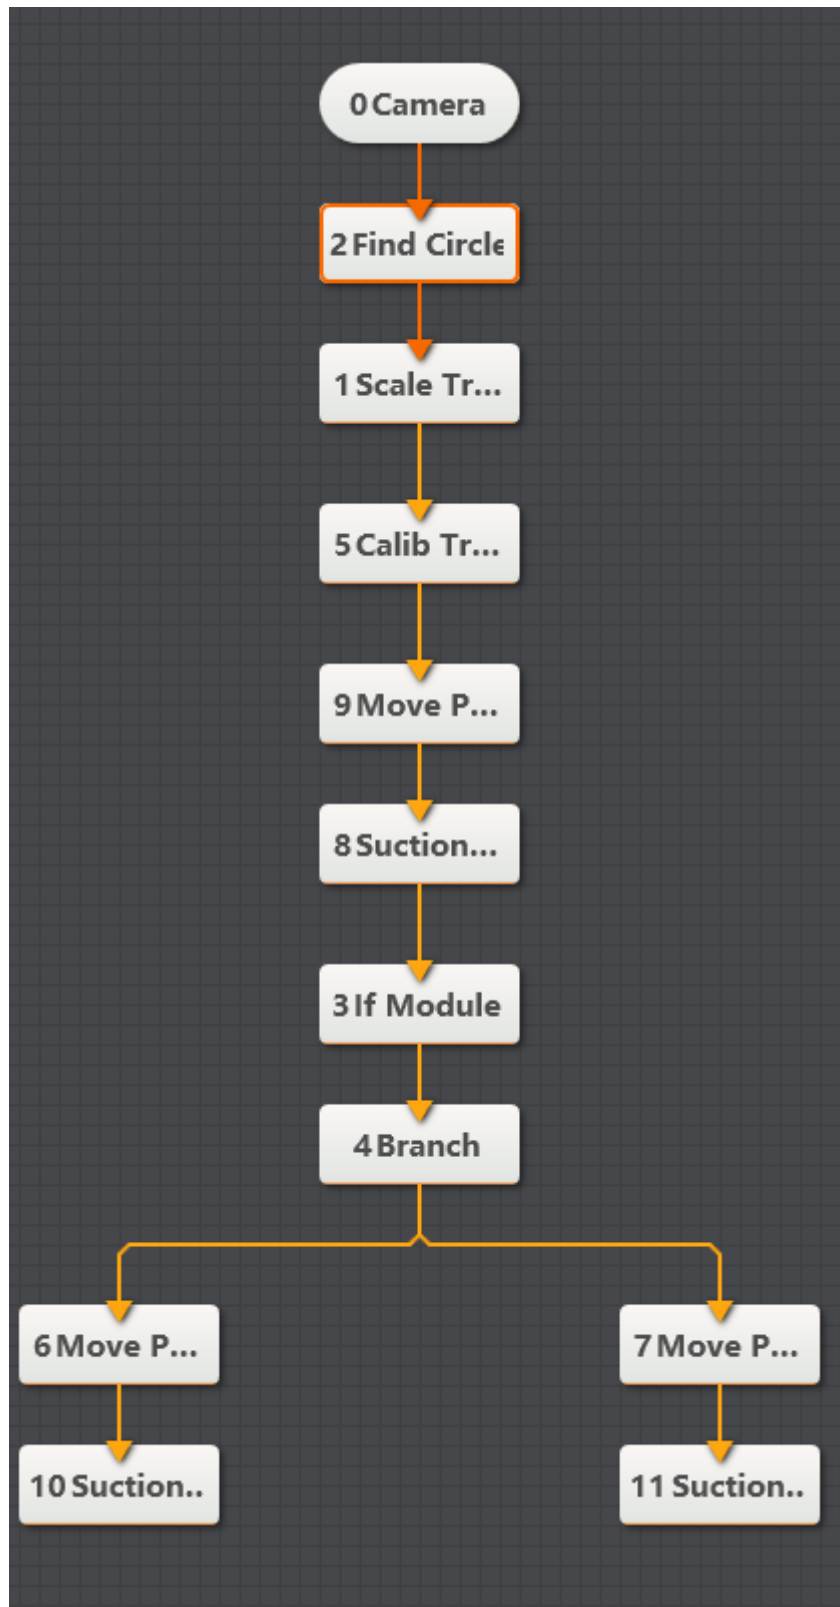 0 Camera
2 Find Circle
1 Scale Tr...
5 Calib Tr...
9 Move P...
8 Suction...
3 If Module
4 Branch
6 Move P...
7 Move P...
10 Suction..
11 Suction..